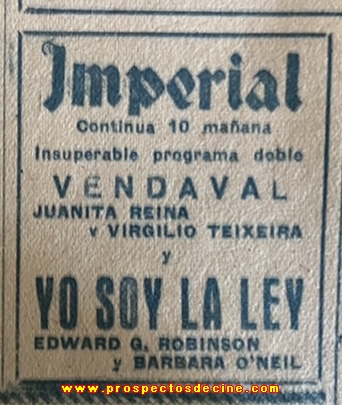 Imperial
Continua 10 mañana
Insuperable programa doble
VENDAVAL
JUANITA REINA
y VIRGILIO TEIXEIRA
y
YO SOY LA LEY
EDWARD G. ROBINSON
y BARBARA O'NEIL
www.prospectosdecine.com